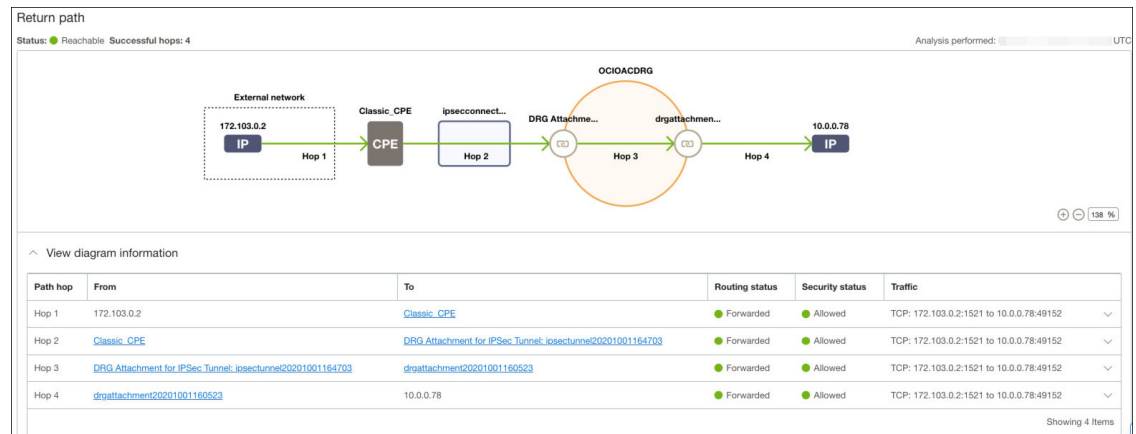 Return path
Status: Reachable Successful hops: 4
Analysis performed: UTC
OCIOACDRG
External network
Classic_CPE
ipsecconnect...
DRG Attachme...
drgattachmen...
172.103.0.2
10.0.0.78
IP
CPE
IP
Hop 1
Hop 2
Hop 3
Hop 4
138 %
View diagram information
Path hop From To Routing status Security status Traffic
Hop 1 172.103.0.2 Classic_CPE Forwarded Allowed TCP: 172.103.0.2:1521 to 10.0.0.78:49152
Hop 2 Classic_CPE DRG Attachment for IPSec Tunnel: ipsectunnel20201001164703 Forwarded Allowed TCP: 172.103.0.2:1521 to 10.0.0.78:49152
Hop 3 DRG Attachment for IPSec Tunnel: ipsectunnel20201001164703 drgattachment20201001160523 Forwarded Allowed TCP: 172.103.0.2:1521 to 10.0.0.78:49152
Hop 4 drgattachment20201001160523 10.0.0.78 Forwarded Allowed TCP: 172.103.0.2:1521 to 10.0.0.78:49152
Showing 4 Items